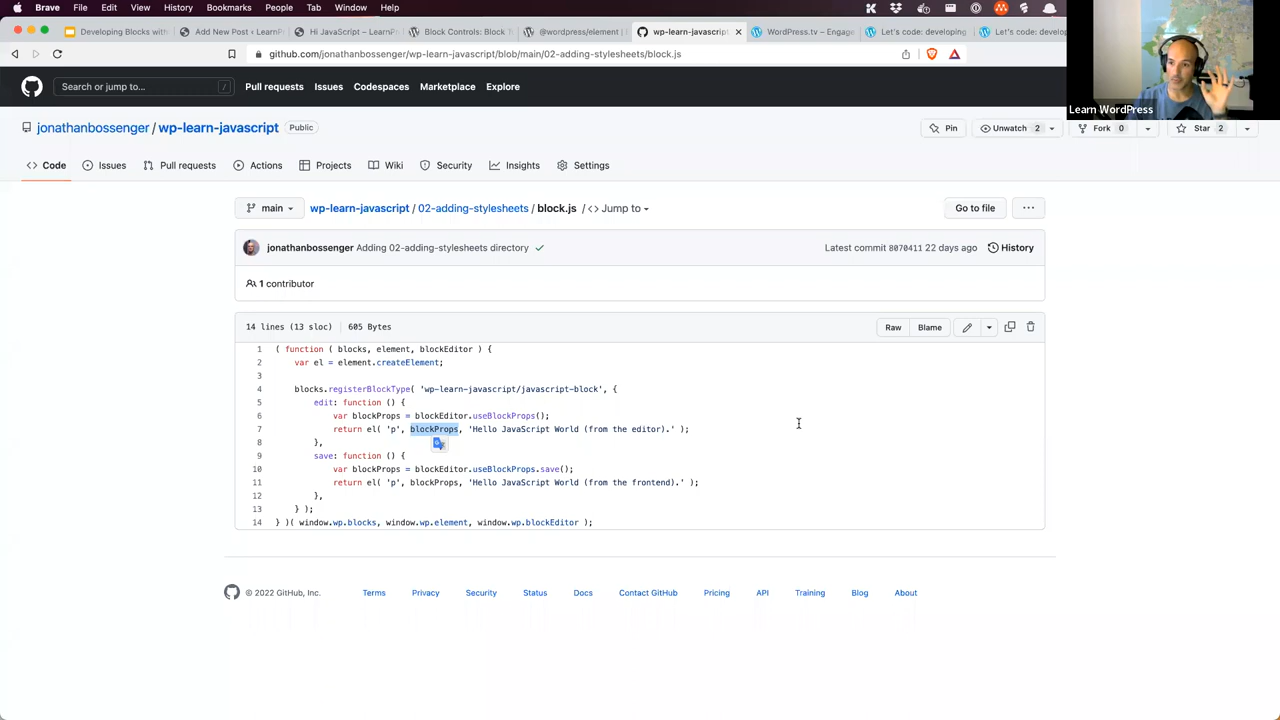 Brave File Edit View History Bookmarks People Tab Window Help
Developing Blocks with
Add New Post ‹ LearnP
Hi JavaScript – LearnP
Block Controls: Block T
@wordpress/element |
wp-learn-javascript
WordPress.tv – Engage
Let's code: developing
Let's code: develo
github.com/jonathanbossenger/wp-learn-javascript/blob/main/02-adding-stylesheets/block.js
Learn WordPress
Search or jump to... /
Pull requests Issues Codespaces Marketplace Explore
jonathanbossenger / wp-learn-javascript Public
Pin Unwatch 2 Fork 0 Star 2
Code Issues Pull requests Actions Projects Wiki Security Insights Settings
main wp-learn-javascript / 02-adding-stylesheets / block.js / <> Jump to
Go to file ...
jonathanbossenger Adding 02-adding-stylesheets directory
Latest commit 8070411 22 days ago History
1 contributor
14 lines (13 sloc) | 605 Bytes
Raw Blame
1 ( function ( blocks, element, blockEditor ) {
2 var el = element.createElement;
3
4 blocks.registerBlockType( 'wp-learn-javascript/javascript-block', {
5 edit: function () {
6 var blockProps = blockEditor.useBlockProps();
7 return el( 'p', blockProps, 'Hello JavaScript World (from the editor).' );
8 },
9 save: function () {
10 var blockProps = blockEditor.useBlockProps.save();
11 return el( 'p', blockProps, 'Hello JavaScript World (from the frontend).' );
12 },
13 } );
14 } )( window.wp.blocks, window.wp.element, window.wp.blockEditor );
© 2022 GitHub, Inc. Terms Privacy Security Status Docs Contact GitHub Pricing API Training Blog About